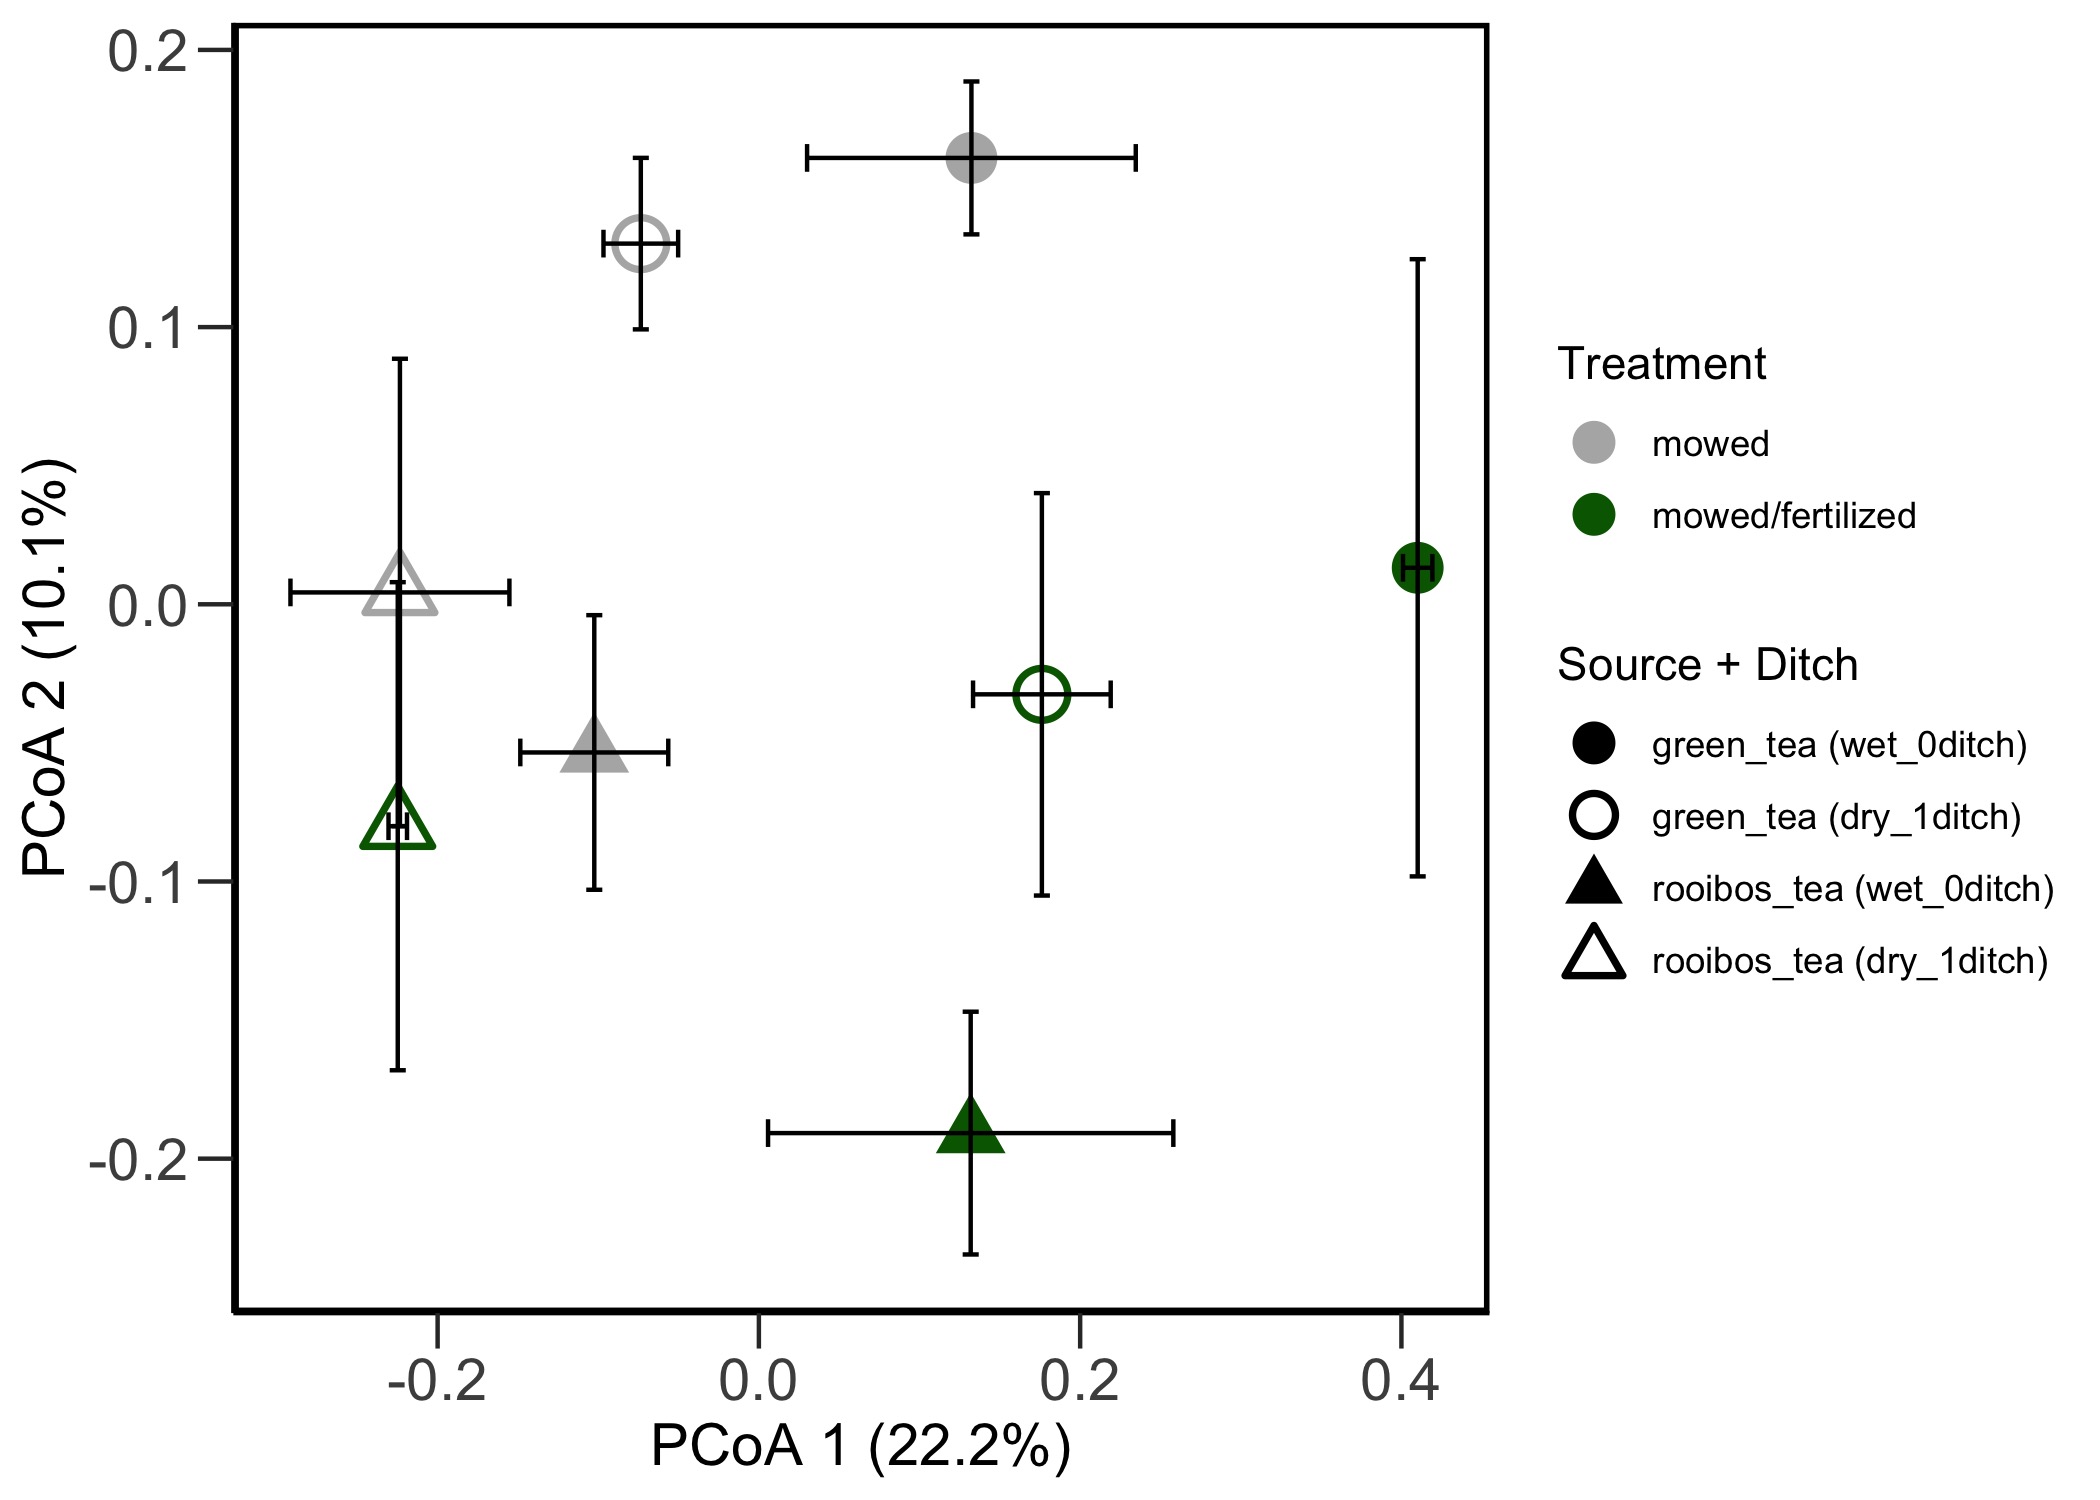 0.2
0.1
0.0
-0.1
-0.2
PCoA 2 (10.1%)
-0.2
0.0
0.2
0.4
PCoA 1 (22.2%)
Treatment
mowed
mowed/fertilized
Source + Ditch
green_tea (wet_0ditch)
green_tea (dry_1ditch)
rooibos_tea (wet_0ditch)
rooibos_tea (dry_1ditch)